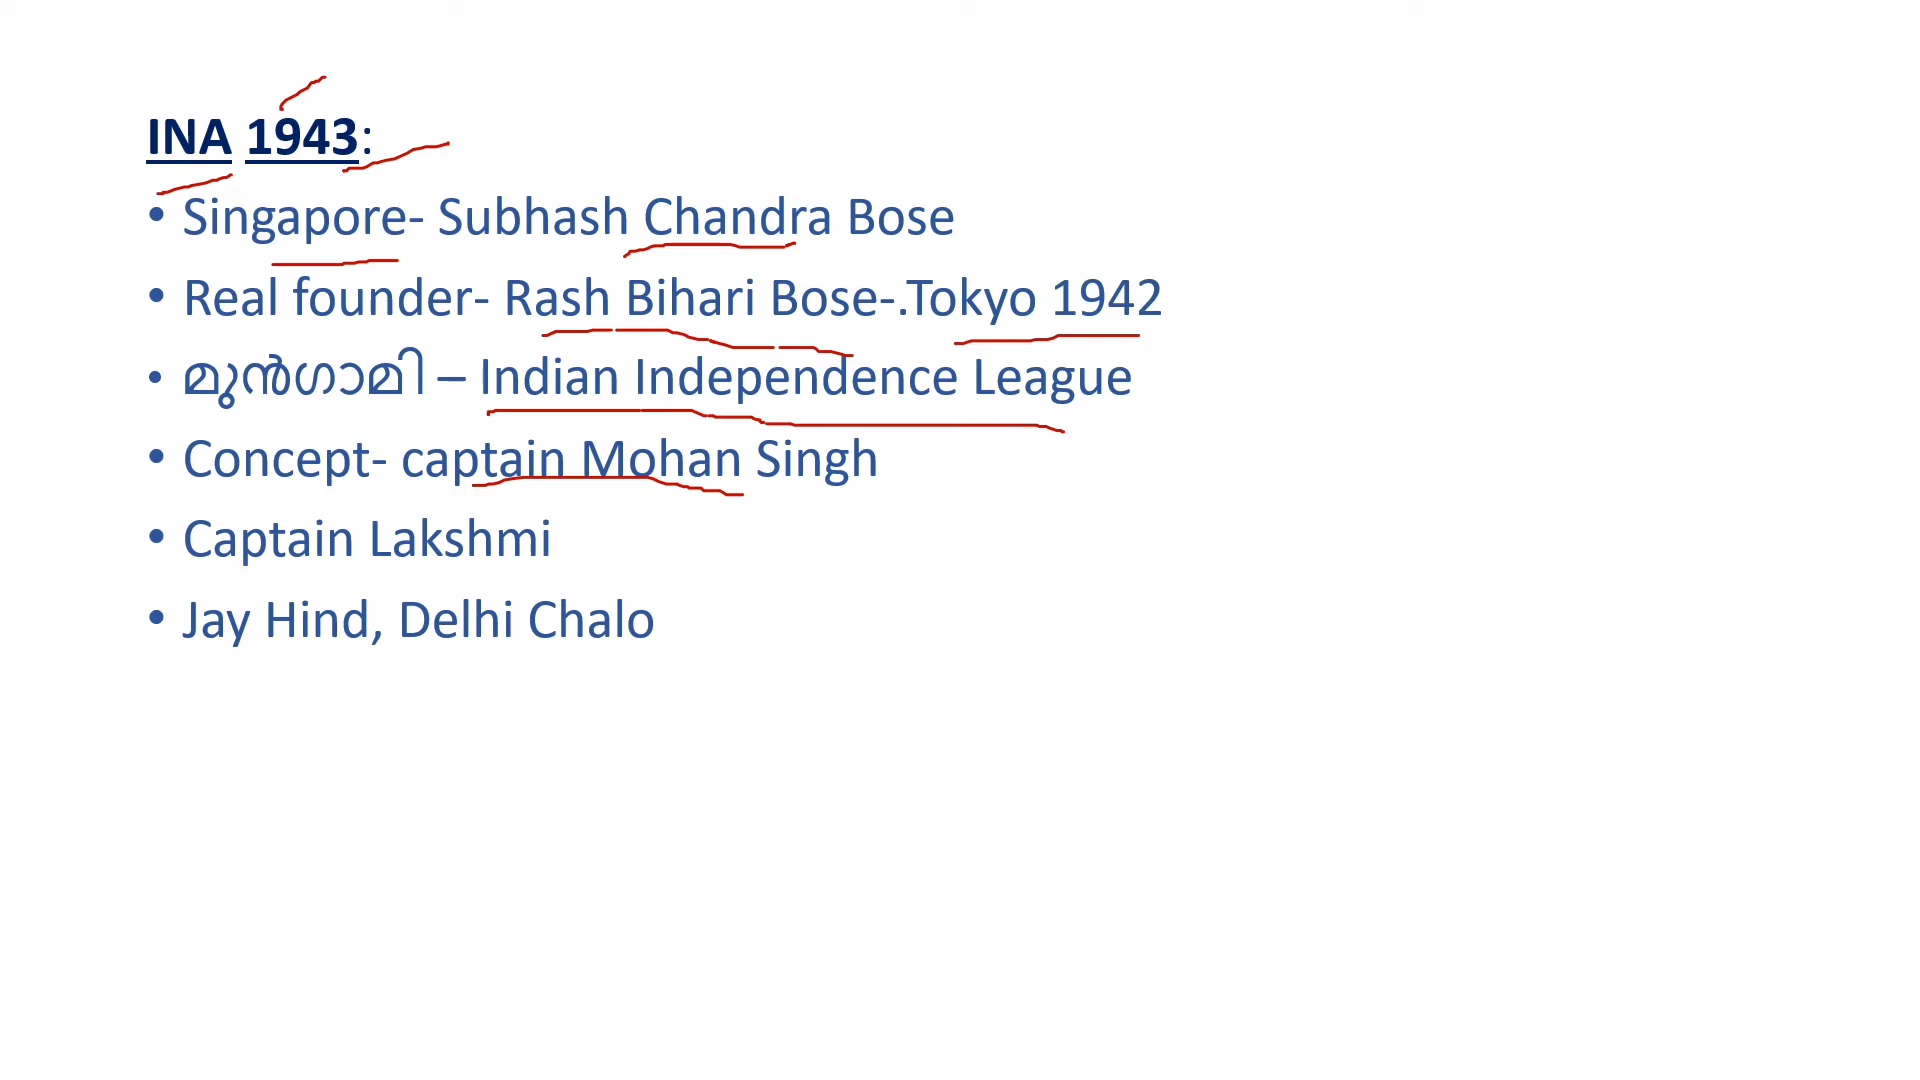 INA 1943:
• Singapore- Subhash Chandra Bose
• Real founder- Rash Bihari Bose-.Tokyo 1942
• മുൻഗാമി – Indian Independence League
• Concept- captain Mohan Singh
• Captain Lakshmi
• Jay Hind, Delhi Chalo